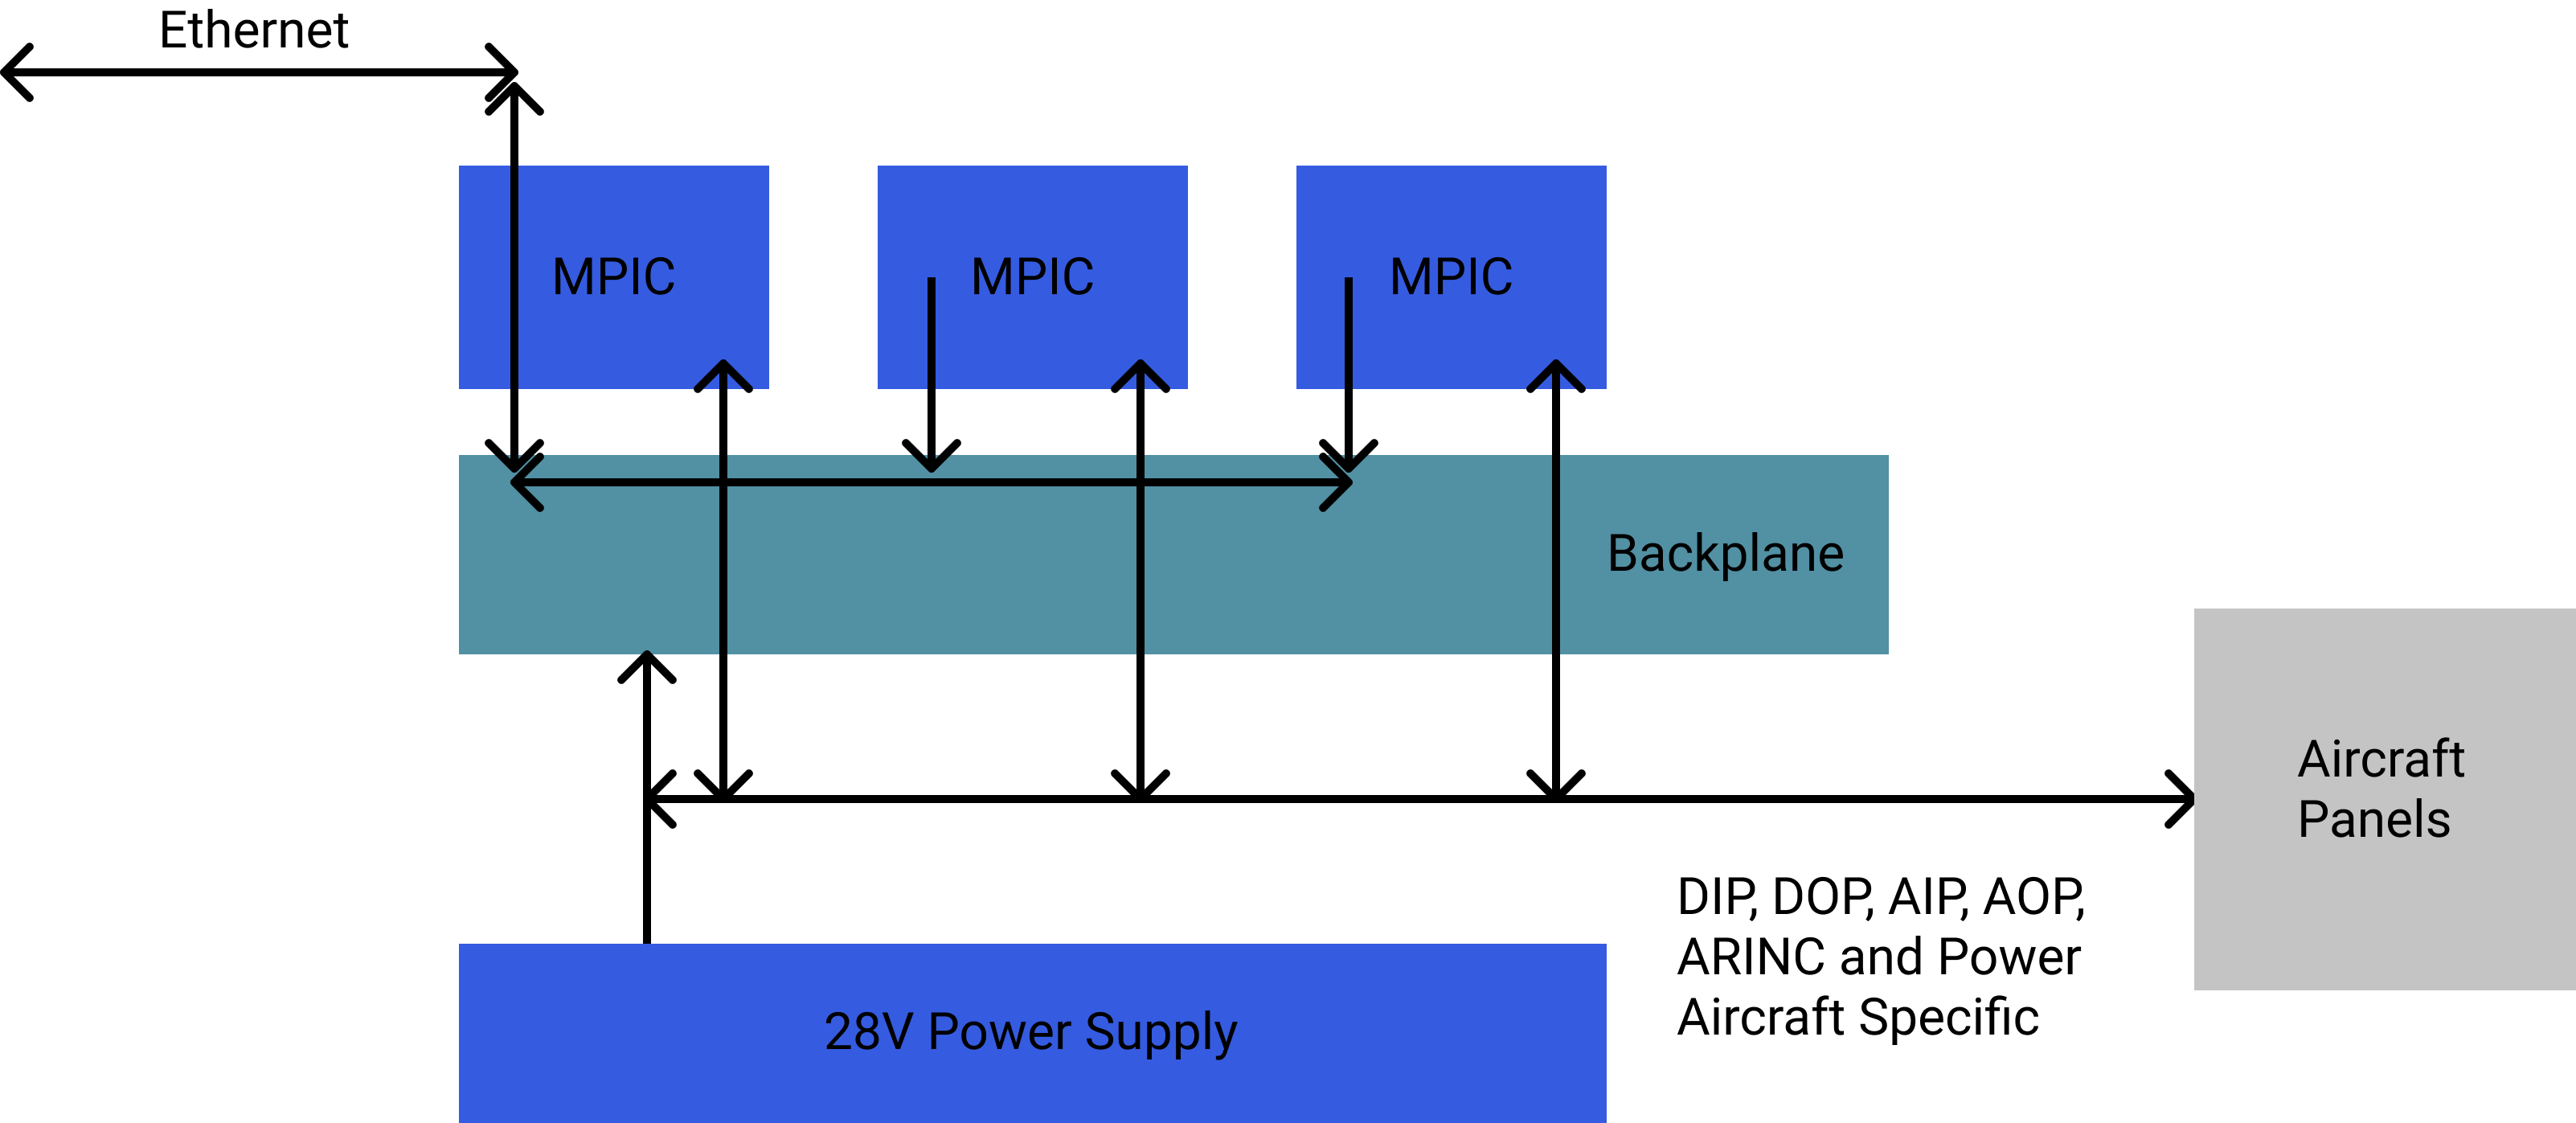 Ethernet
MPIC
MPIC
MPIC
Backplane
Aircraft
Panels
DIP, DOP, AIP, AOP,
ARINC and Power
Aircraft Specific
28V Power Supply